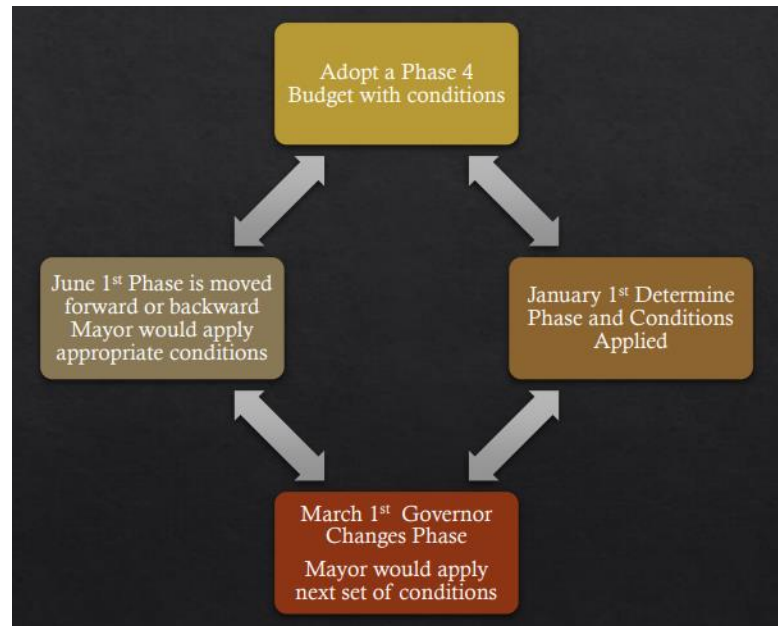 Adopt a Phase 4
Budget with conditions
June 1st Phase is moved
forward or backward
Mayor would apply
appropriate conditions
January 1st Determine
Phase and Conditions
Applied
March 1st Governor
Changes Phase
Mayor would apply
next set of conditions